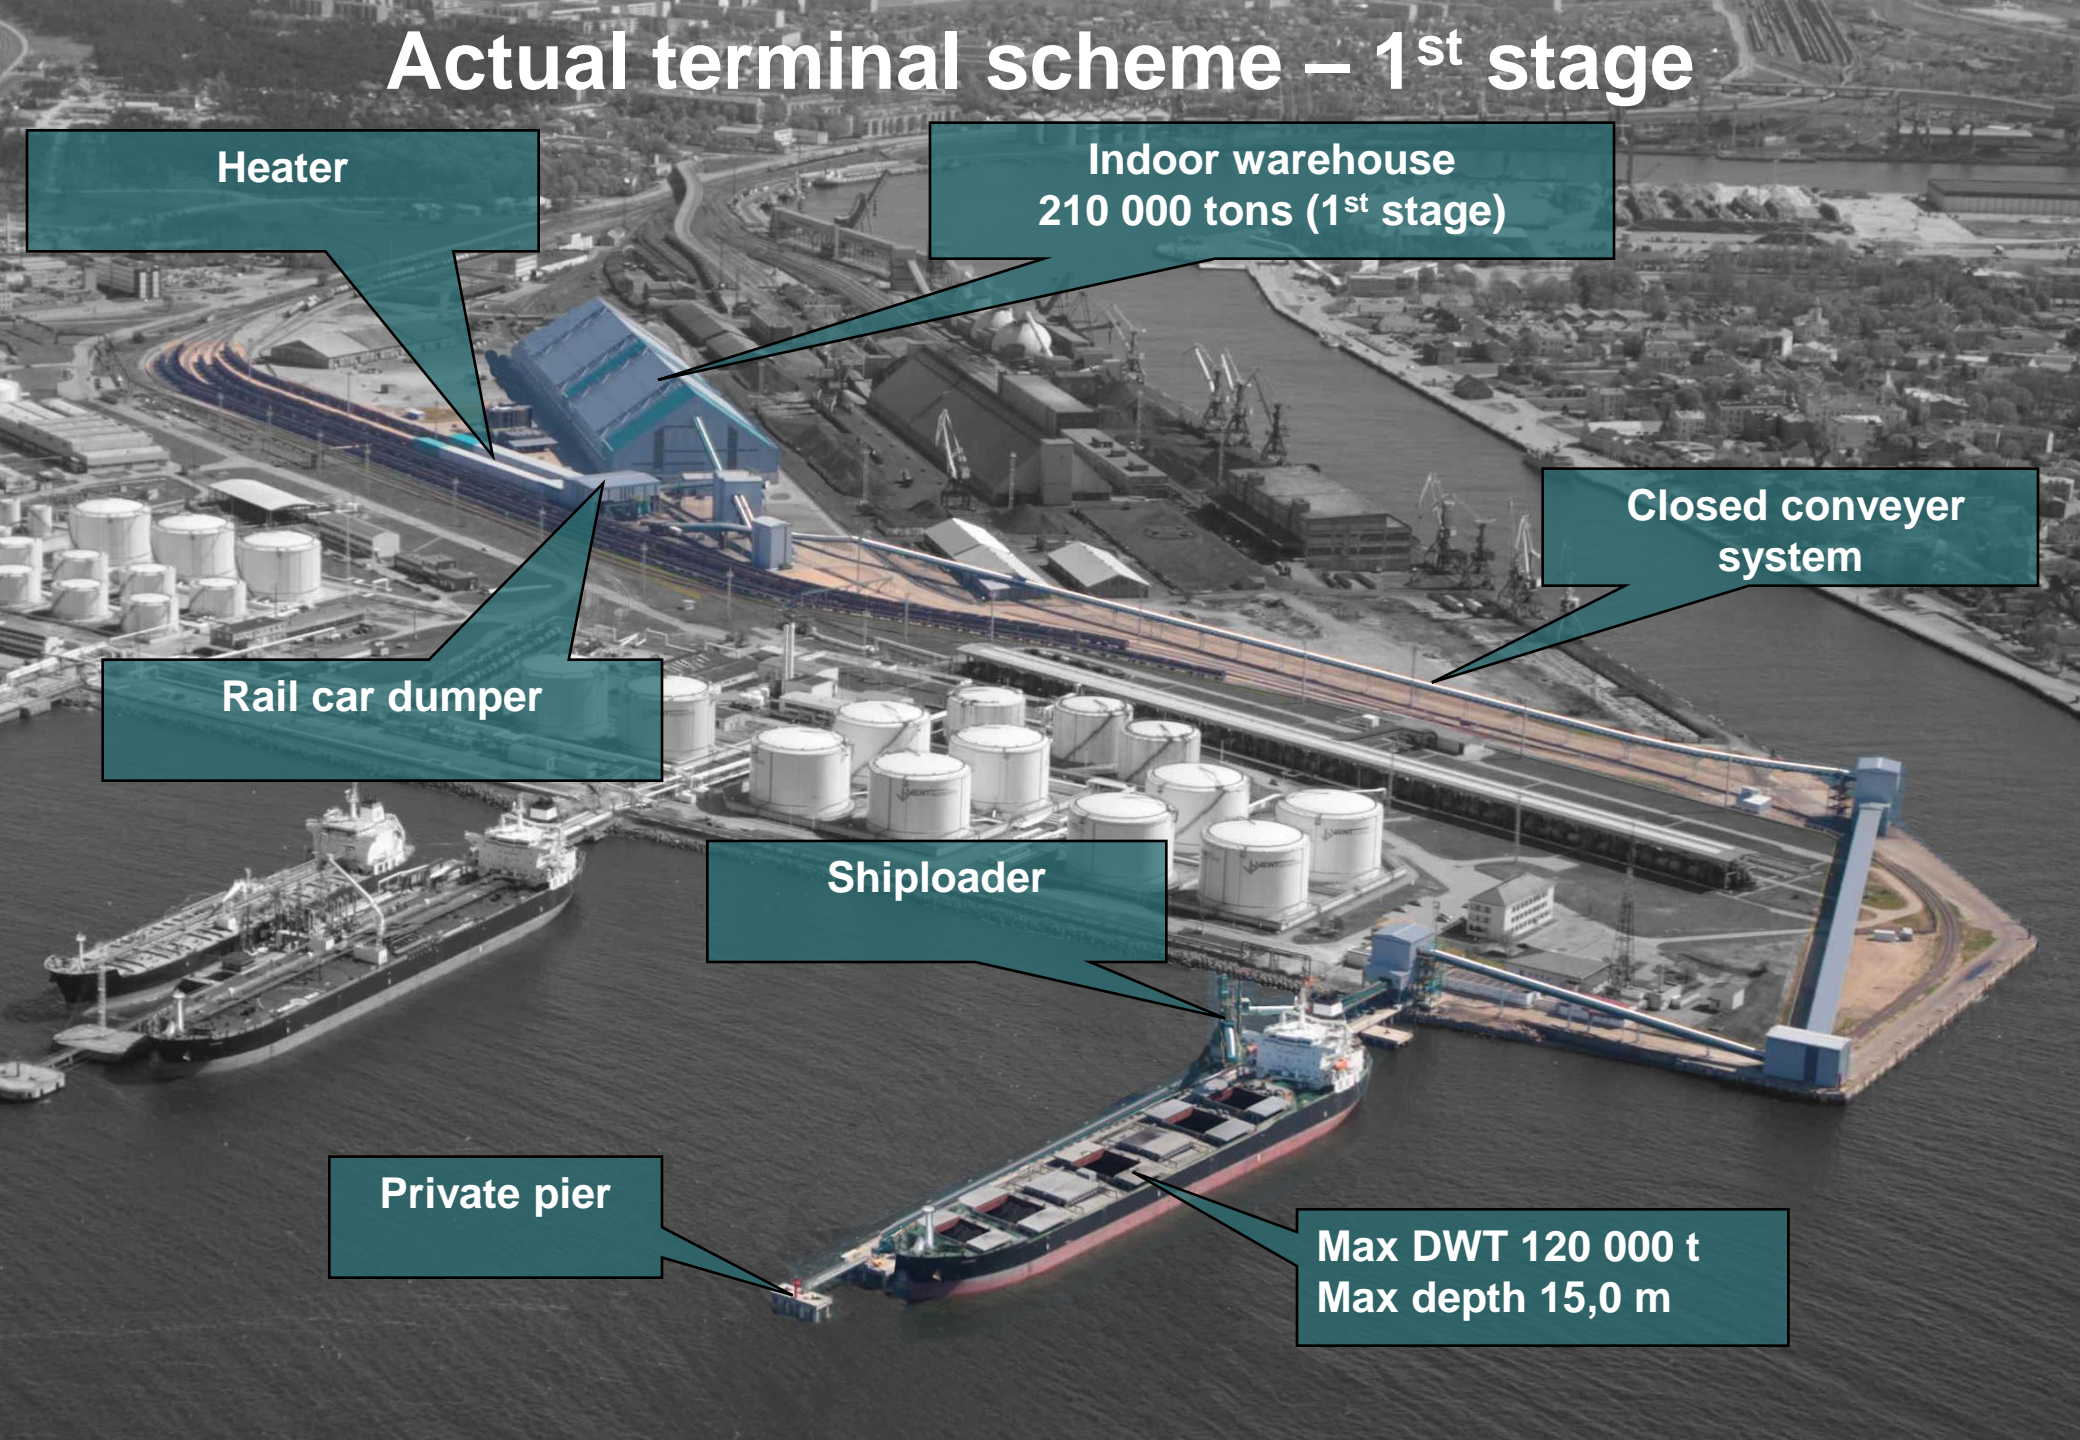 Actual terminal scheme – 1st stage
Heater
Indoor warehouse
210 000 tons (1st stage)
Closed conveyer
system
Rail car dumper
Shiploader
Private pier
Max DWT 120 000 t
Max depth 15,0 m